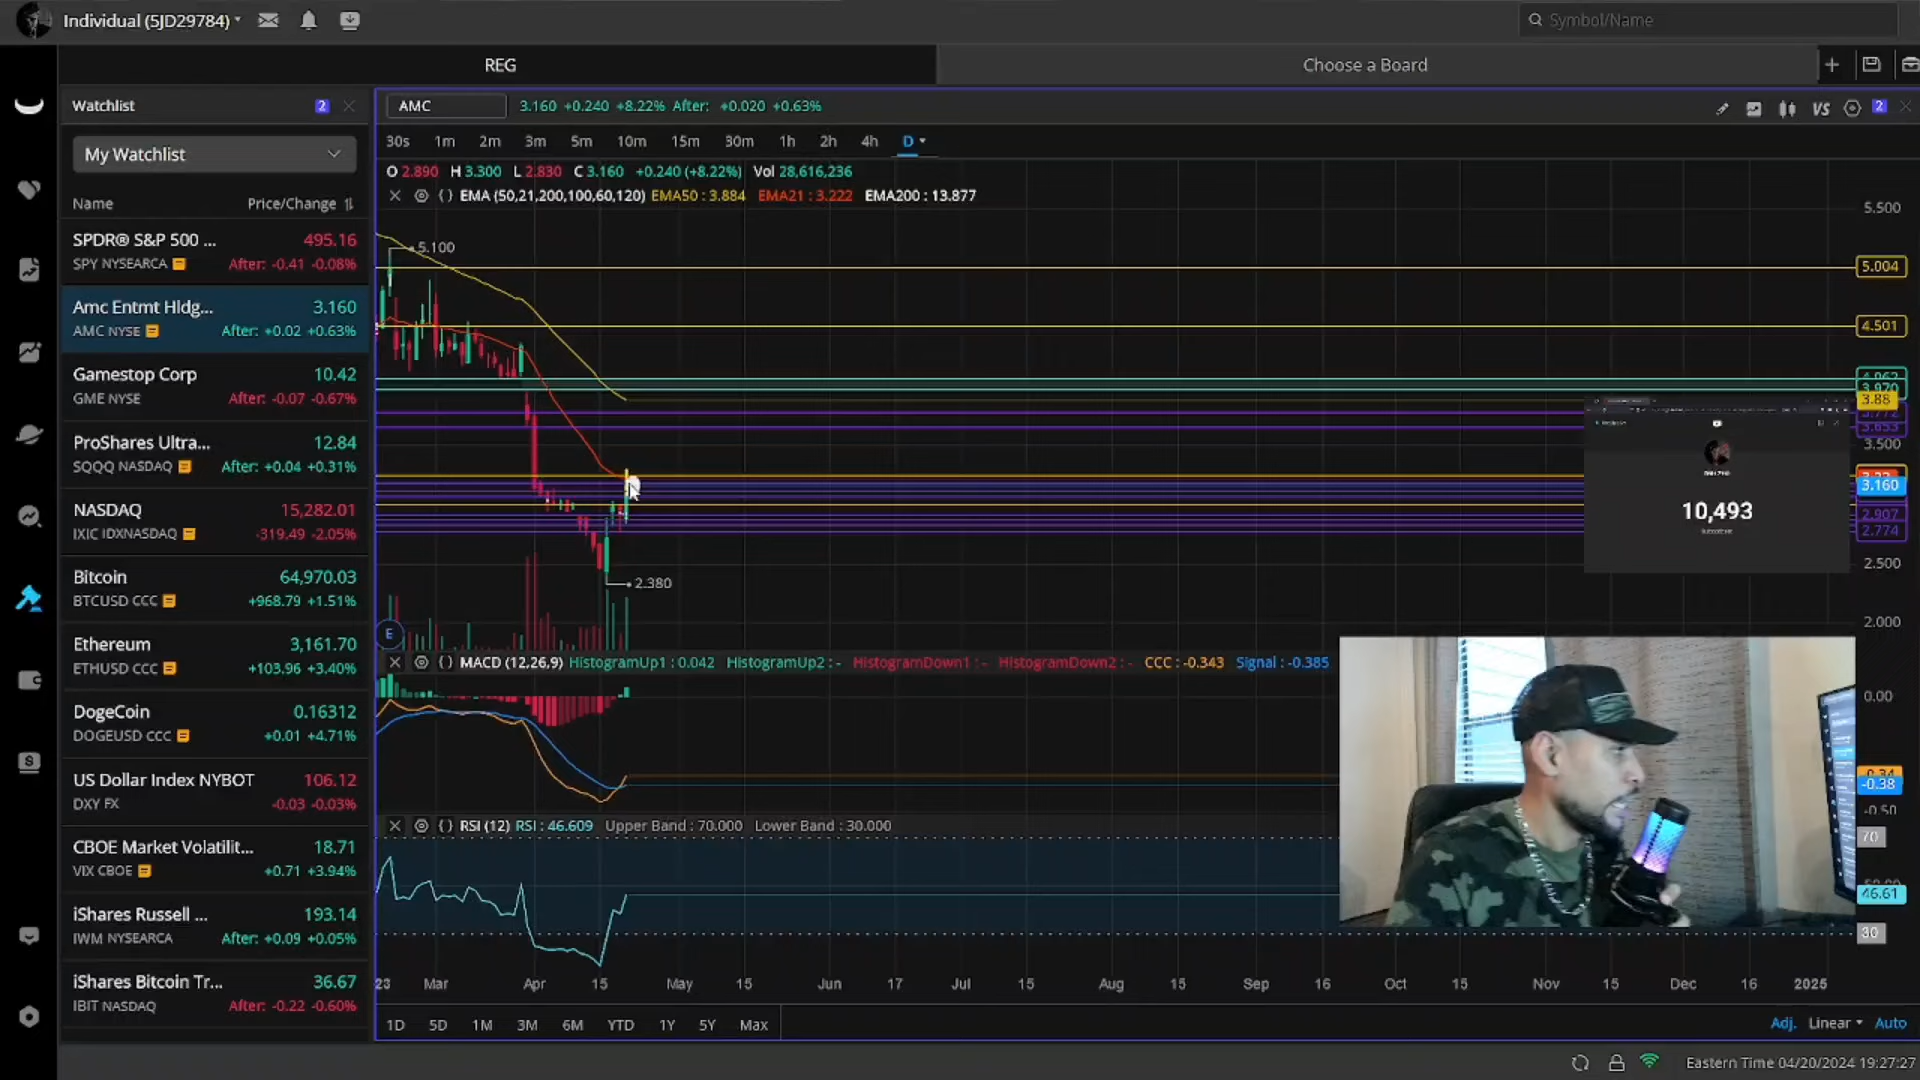 Individual (5JD29784)
Symbol/Name
REG
Choose a Board
Watchlist
2
My Watchlist
Name
Price/Change
SPDR® S&P 500 ...
495.16
SPY NYSEARCA
After: -0.41 -0.08%
Amc Entmt Hldg...
3.160
AMC NYSE
After: +0.02 +0.63%
Gamestop Corp
10.42
GME NYSE
After: -0.07 -0.67%
ProShares Ultra...
12.84
SQQQ NASDAQ
After: +0.04 +0.31%
NASDAQ
15,282.01
IXIC IDXNASDAQ
-319.49 -2.05%
Bitcoin
64,970.03
BTCUSD CCC
+968.79 +1.51%
Ethereum
3,161.70
ETHUSD CCC
+103.96 +3.40%
DogeCoin
0.16312
DOGEUSD CCC
+0.01 +4.71%
US Dollar Index NYBOT
106.12
DXY FX
-0.03 -0.03%
CBOE Market Volatilit...
18.71
VIX CBOE
+0.71 +3.94%
iShares Russell ...
193.14
IWM NYSEARCA
After: +0.09 +0.05%
iShares Bitcoin Tr...
36.67
IBIT NASDAQ
After: -0.22 -0.60%
AMC
3.160 +0.240 +8.22% After: +0.020 +0.63%
VS
2
30s 1m 2m 3m 5m 10m 15m 30m 1h 2h 4h D
O 2.890 H 3.300 L 2.830 C 3.160 +0.240 (+8.22%) Vol 28,616,236
EMA (50,21,200,100,60,120) EMA50 : 3.884 EMA21 : 3.222 EMA200 : 13.877
5.500
5.100
5.004
4.501
3.970
3.88
3.653
3.500
3.160
2.907
2.774
2.500
2.380
2.000
10,493
E
MACD (12,26,9) HistogramUp1 : 0.042 HistogramUp2 : - HistogramDown1 : - HistogramDown2 : - CCC : -0.343 Signal : -0.385
0.00
-0.38
-0.50
RSI (12) RSI : 46.609 Upper Band : 70.000 Lower Band : 30.000
70
46.61
30
23 Mar Apr 15 May 15 Jun 17 Jul 15 Aug 15 Sep 16 Oct 15 Nov 15 Dec 16 2025
1D 5D 1M 3M 6M YTD 1Y 5Y Max
Adj. Linear Auto
Eastern Time 04/20/2024 19:27:27